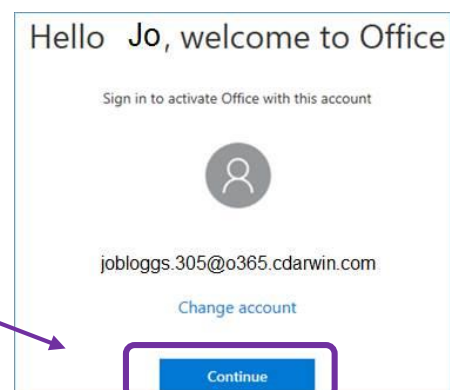 Hello Jo, welcome to Office
Sign in to activate Office with this account
jobloggs.305@o365.cdarwin.com
Change account
Continue